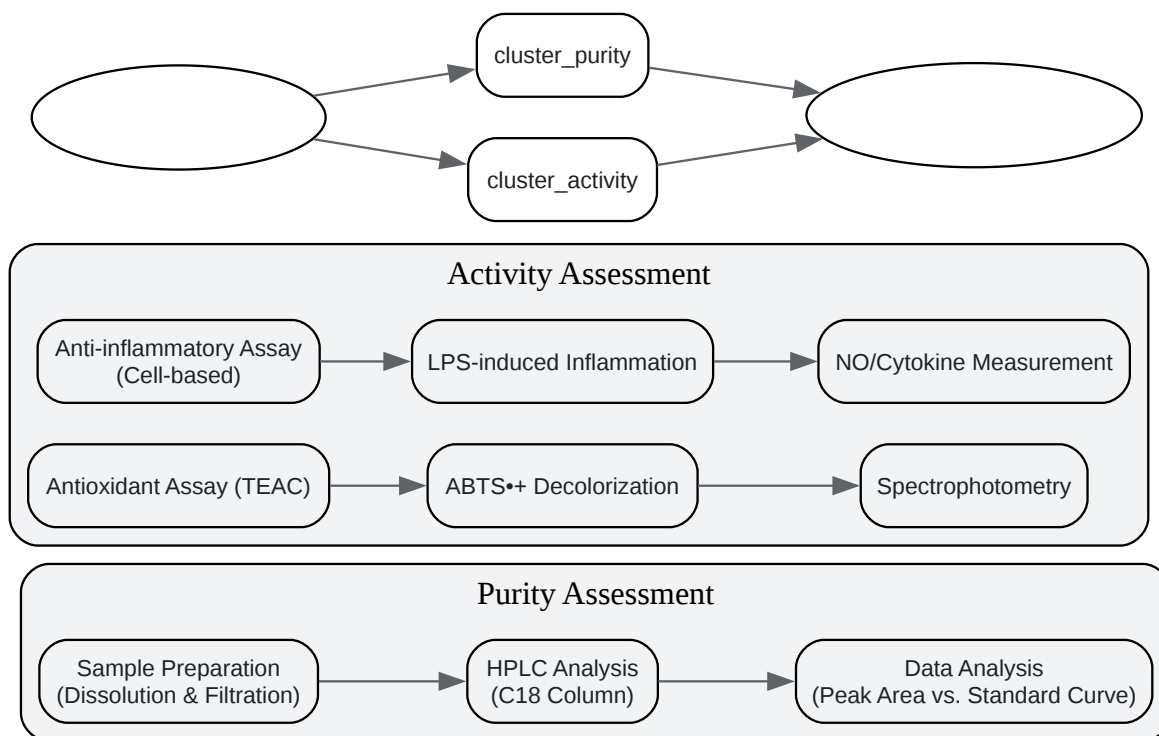 cluster_purity
cluster_activity
Activity Assessment
Anti-inflammatory Assay
(Cell-based)
LPS-induced Inflammation
NO/Cytokine Measurement
Antioxidant Assay (TEAC)
ABTS•+ Decolorization
Spectrophotometry
Purity Assessment
Sample Preparation
(Dissolution & Filtration)
HPLC Analysis
(C18 Column)
Data Analysis
(Peak Area vs. Standard Curve)